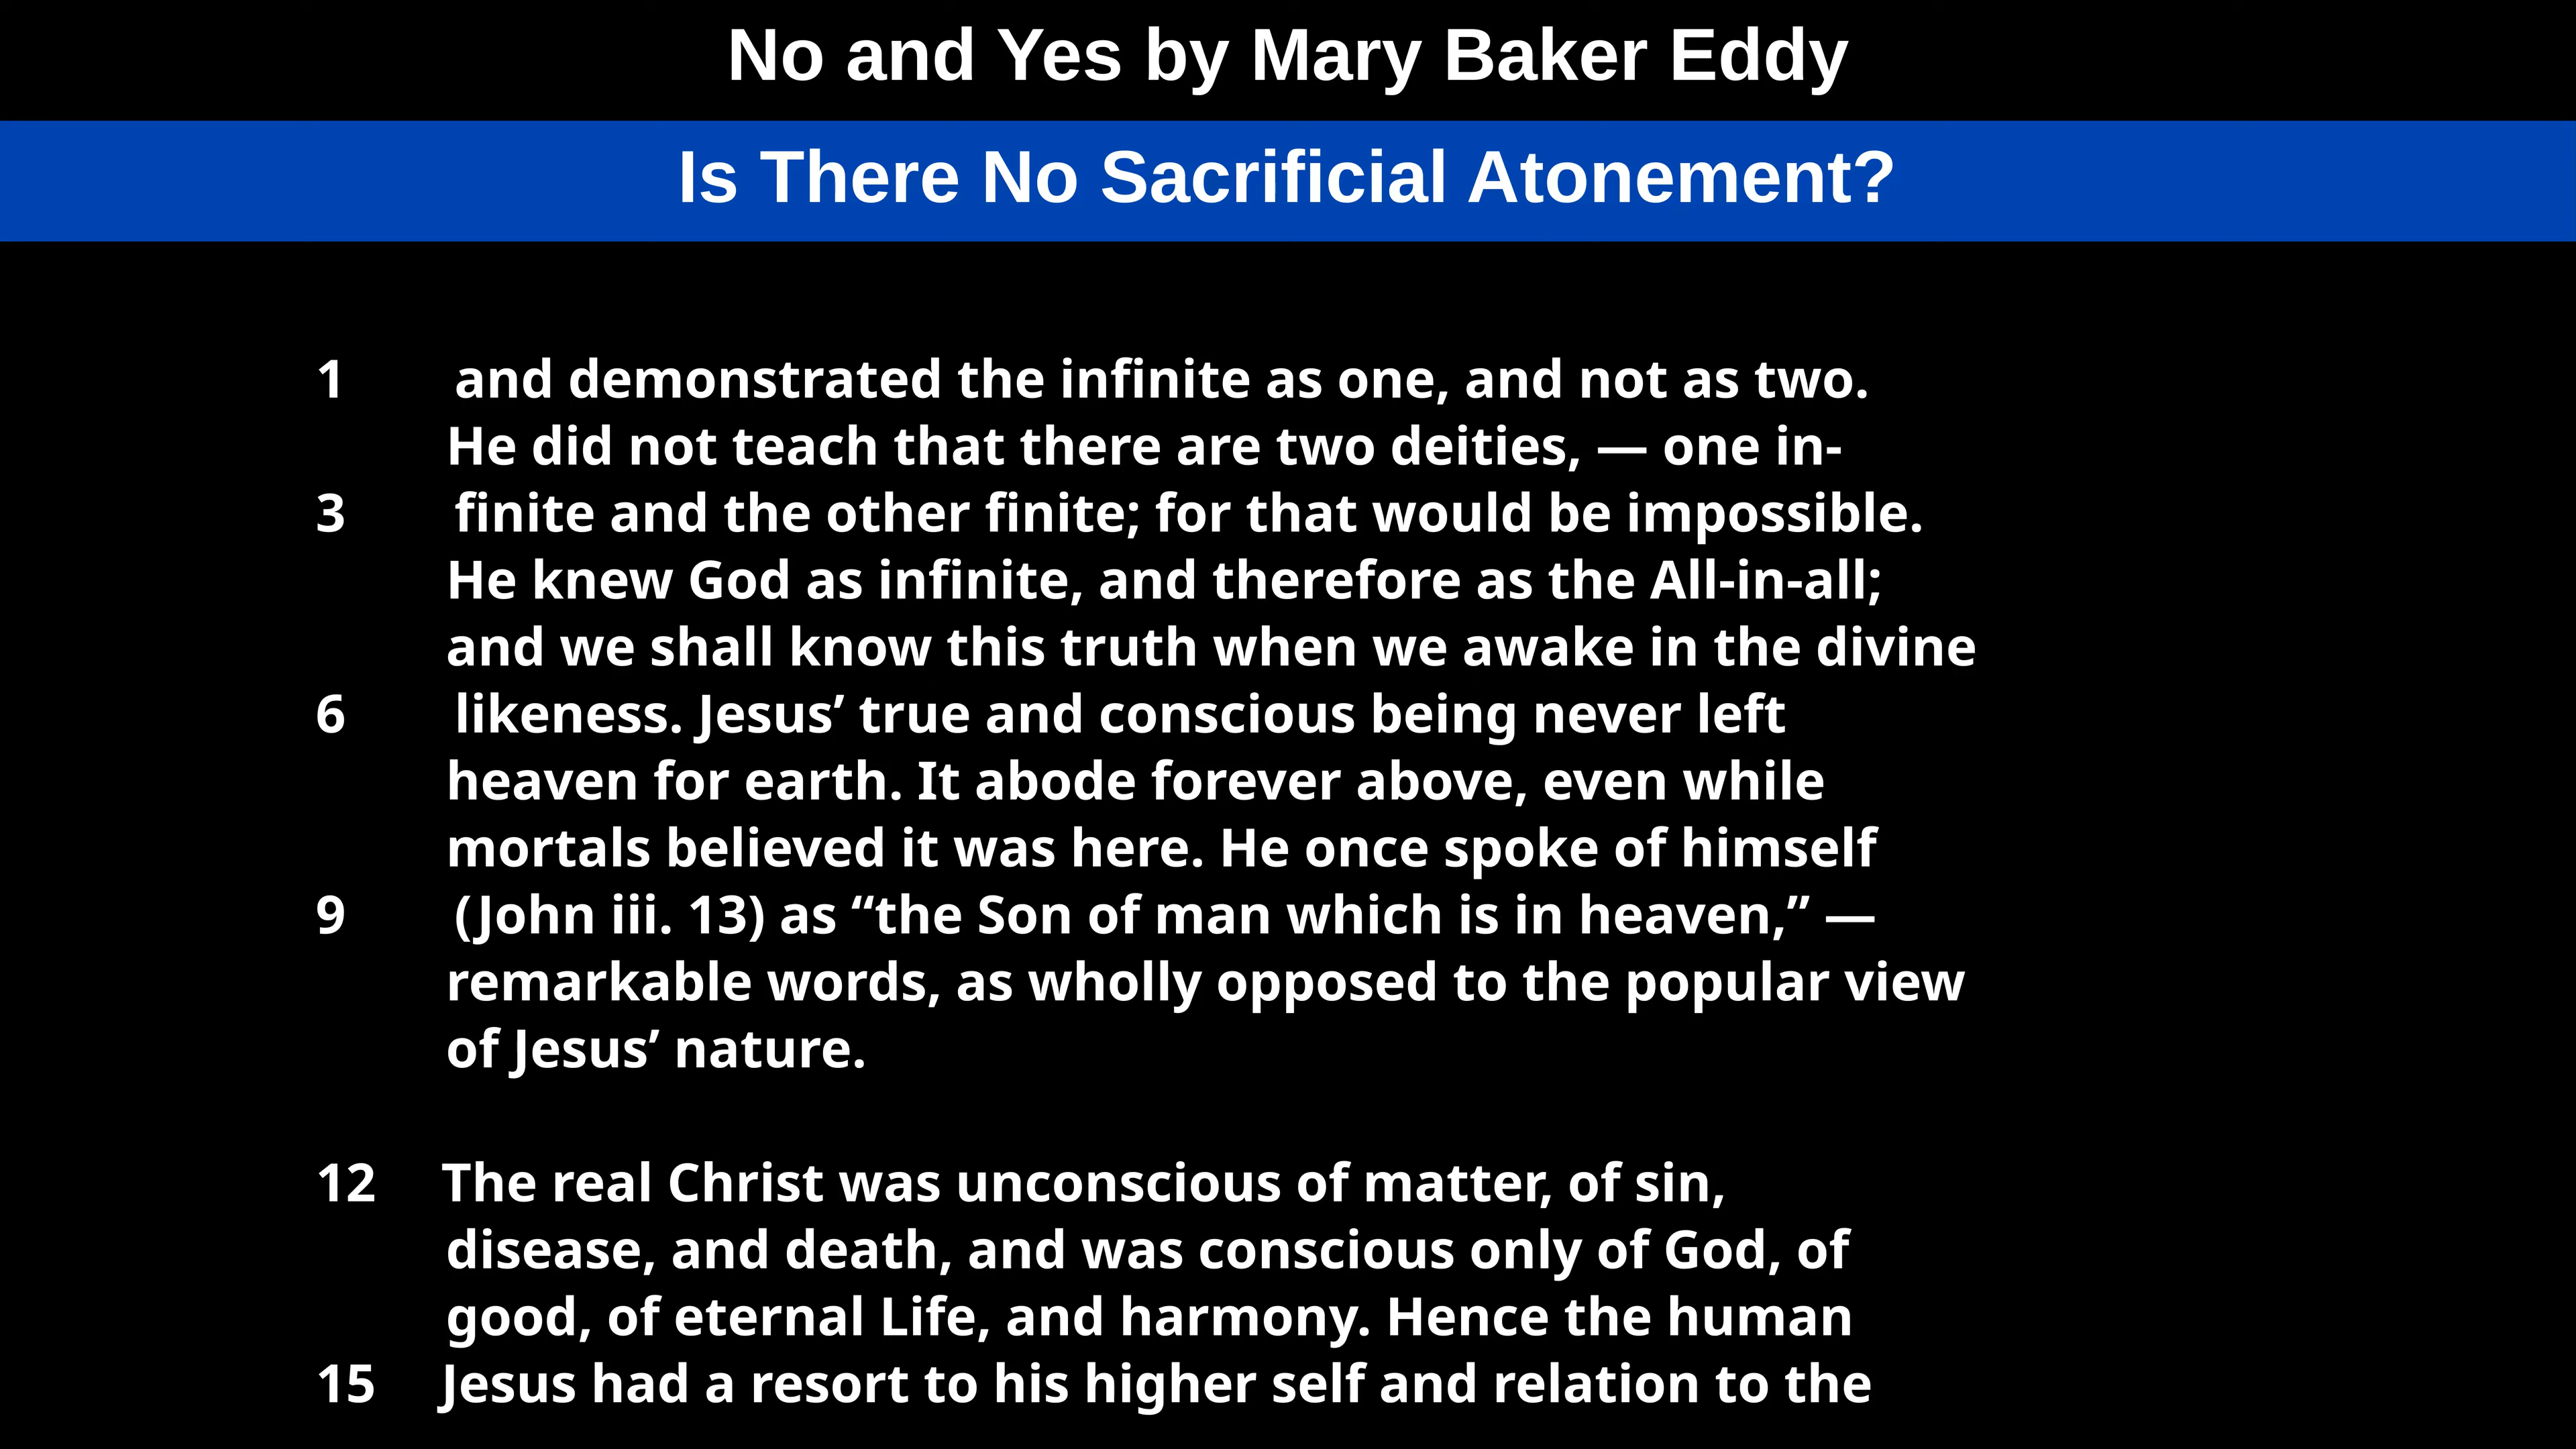 No and Yes by Mary Baker Eddy
Is There No Sacrificial Atonement?
1 and demonstrated the infinite as one, and not as two.
He did not teach that there are two deities, — one in-
3 finite and the other finite; for that would be impossible.
He knew God as infinite, and therefore as the All-in-all;
and we shall know this truth when we awake in the divine
6 likeness. Jesus’ true and conscious being never left
heaven for earth. It abode forever above, even while
mortals believed it was here. He once spoke of himself
9 (John iii. 13) as “the Son of man which is in heaven,” —
remarkable words, as wholly opposed to the popular view
of Jesus’ nature.
12 The real Christ was unconscious of matter, of sin,
disease, and death, and was conscious only of God, of
good, of eternal Life, and harmony. Hence the human
15 Jesus had a resort to his higher self and relation to the